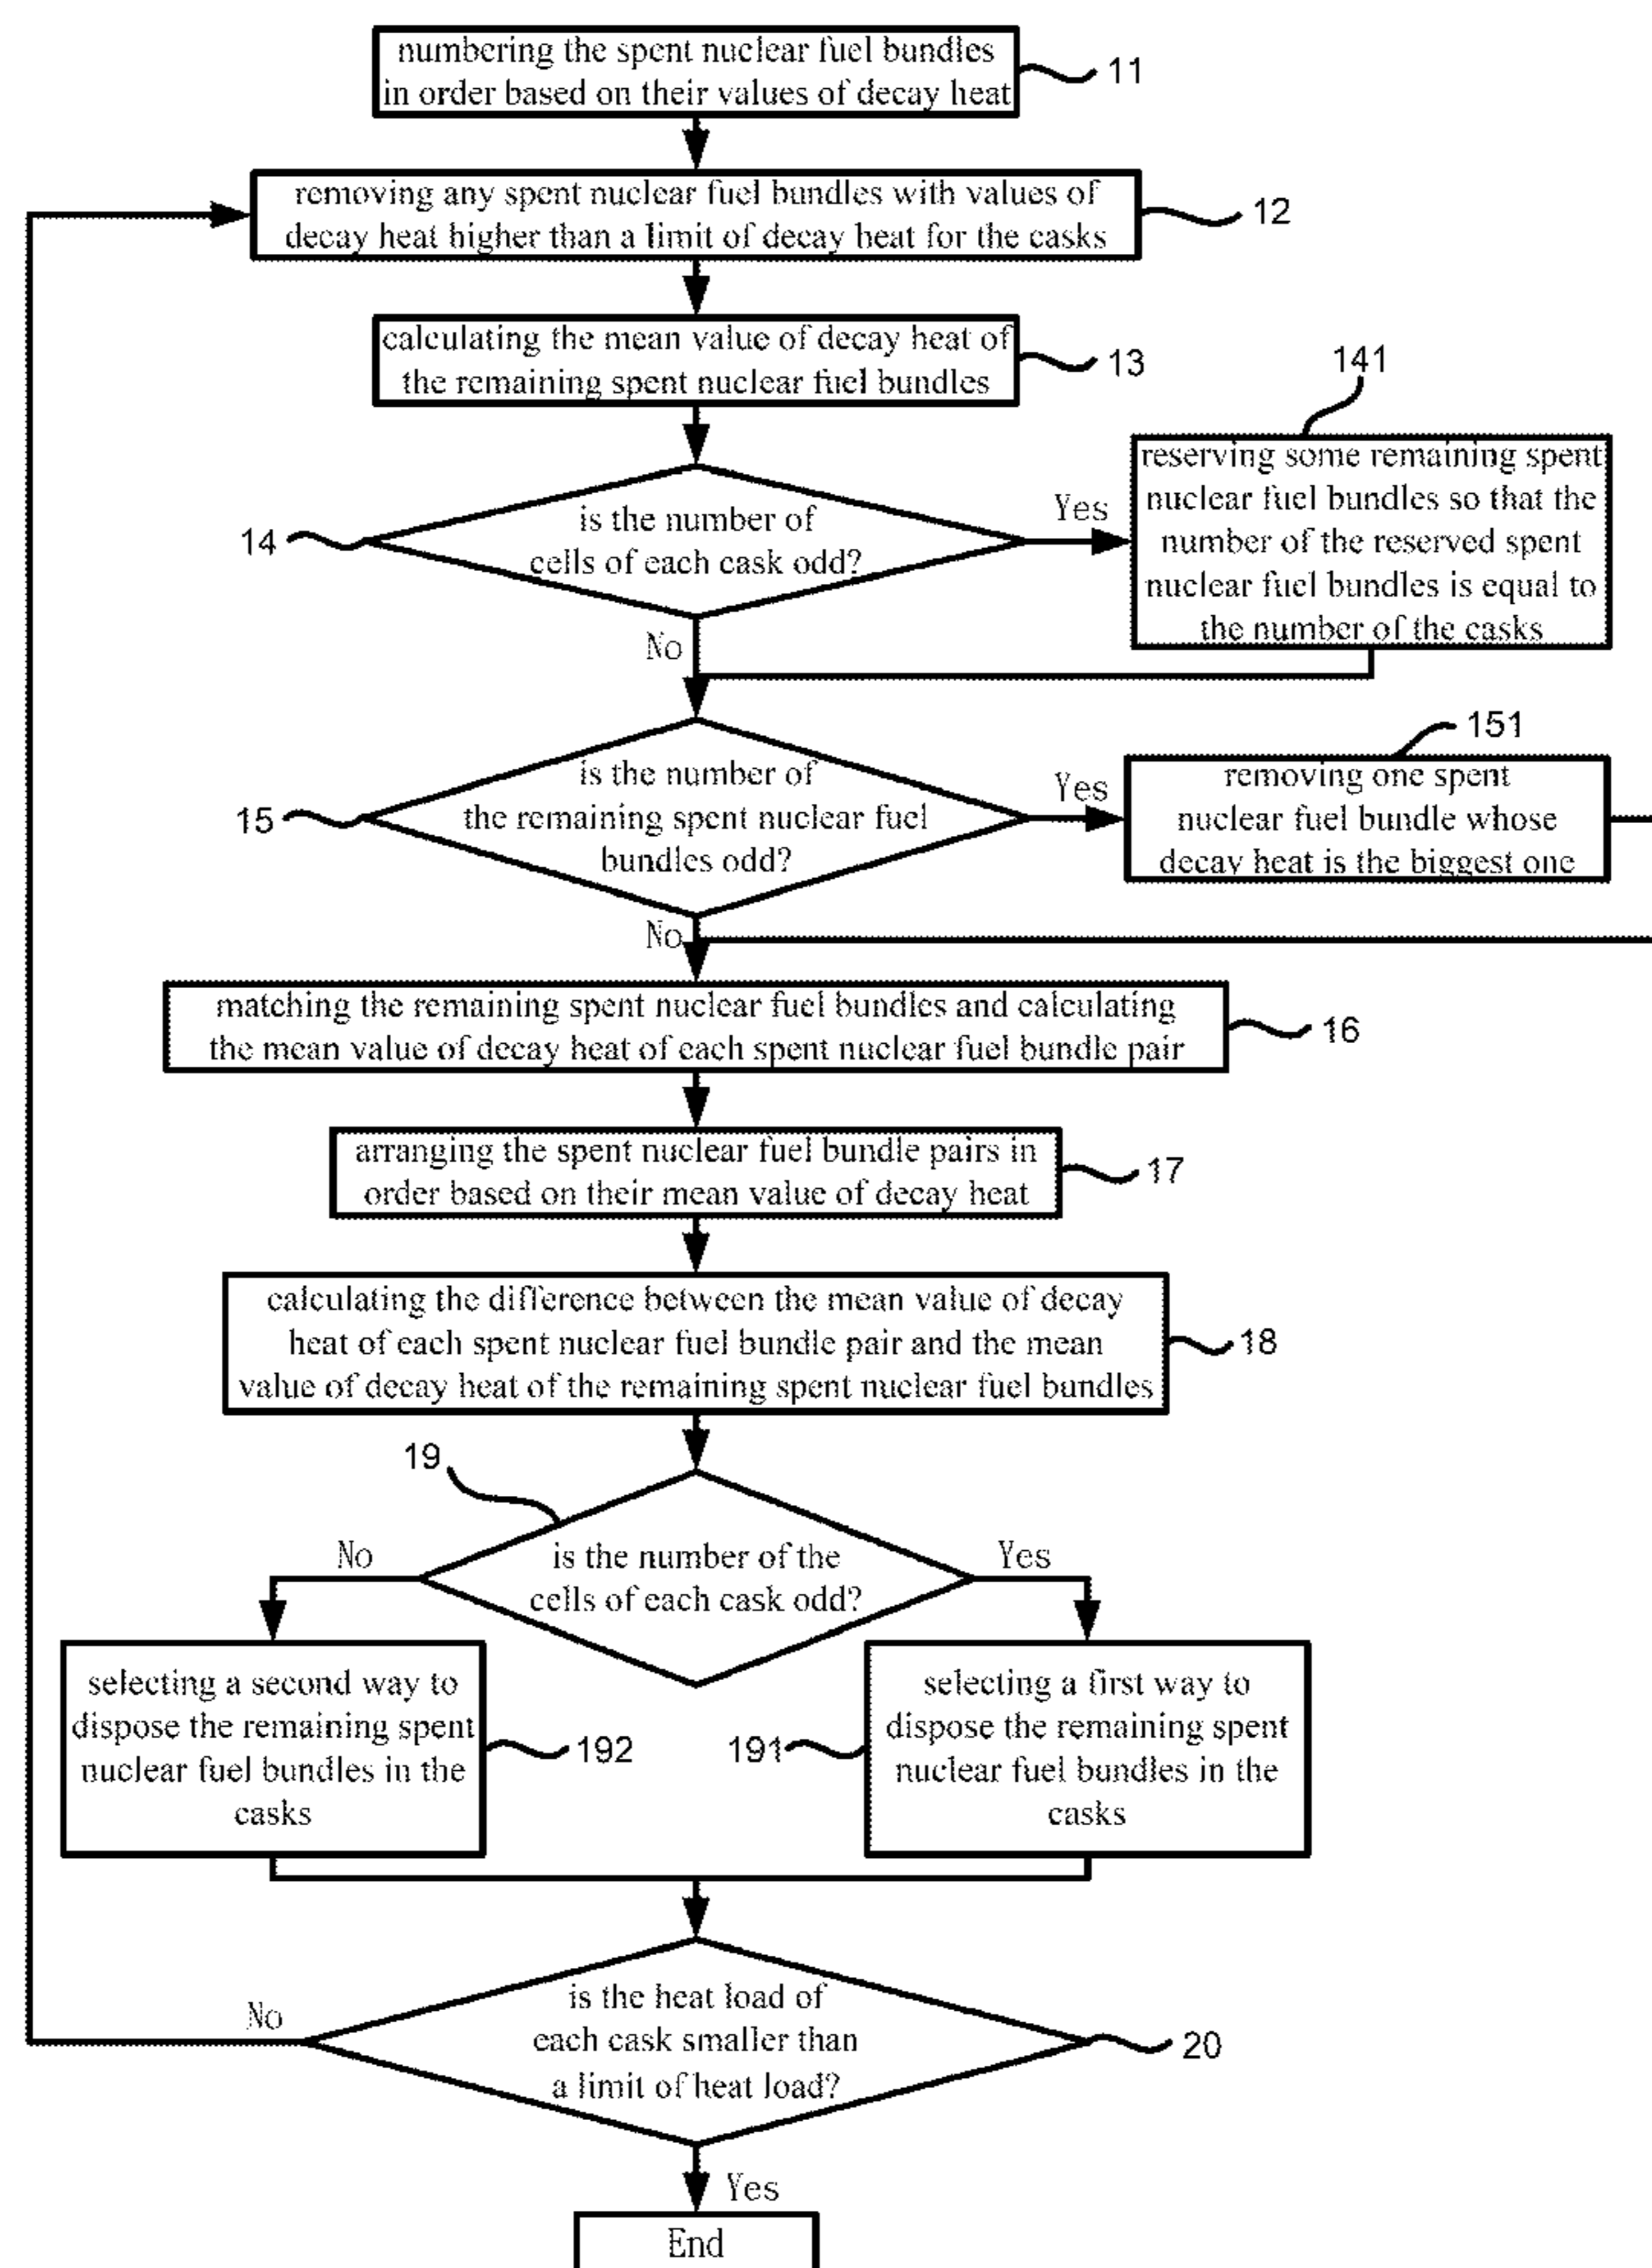 numbering the spent nuclear fuel bundles
in order based on their values of decay heat
11
removing any spent nuclear fuel bundles with values of
decay heat higher than a limit of decay heat for the casks
12
calculating the mean value of decay heat of
the remaining spent nuclear fuel bundles
13
141
reserving some remaining spent
nuclear fuel bundles so that the
number of the reserved spent
nuclear fuel bundles is equal to
the number of the casks
14
is the number of
cells of each cask odd?
Yes
No
151
removing one spent
nuclear fuel bundle whose
decay heat is the biggest one
15
is the number of
the remaining spent nuclear fuel
bundles odd?
Yes
No
matching the remaining spent nuclear fuel bundles and calculating
the mean value of decay heat of each spent nuclear fuel bundle pair
16
arranging the spent nuclear fuel bundle pairs in
order based on their mean value of decay heat
17
calculating the difference between the mean value of decay
heat of each spent nuclear fuel bundle pair and the mean
value of decay heat of the remaining spent nuclear fuel bundles
18
19
No
is the number of the
cells of each cask odd?
Yes
selecting a second way to
dispose the remaining spent
nuclear fuel bundles in the
casks
192
191
selecting a first way to
dispose the remaining spent
nuclear fuel bundles in the
casks
No
is the heat load of
each cask smaller than
a limit of heat load?
20
Yes
End